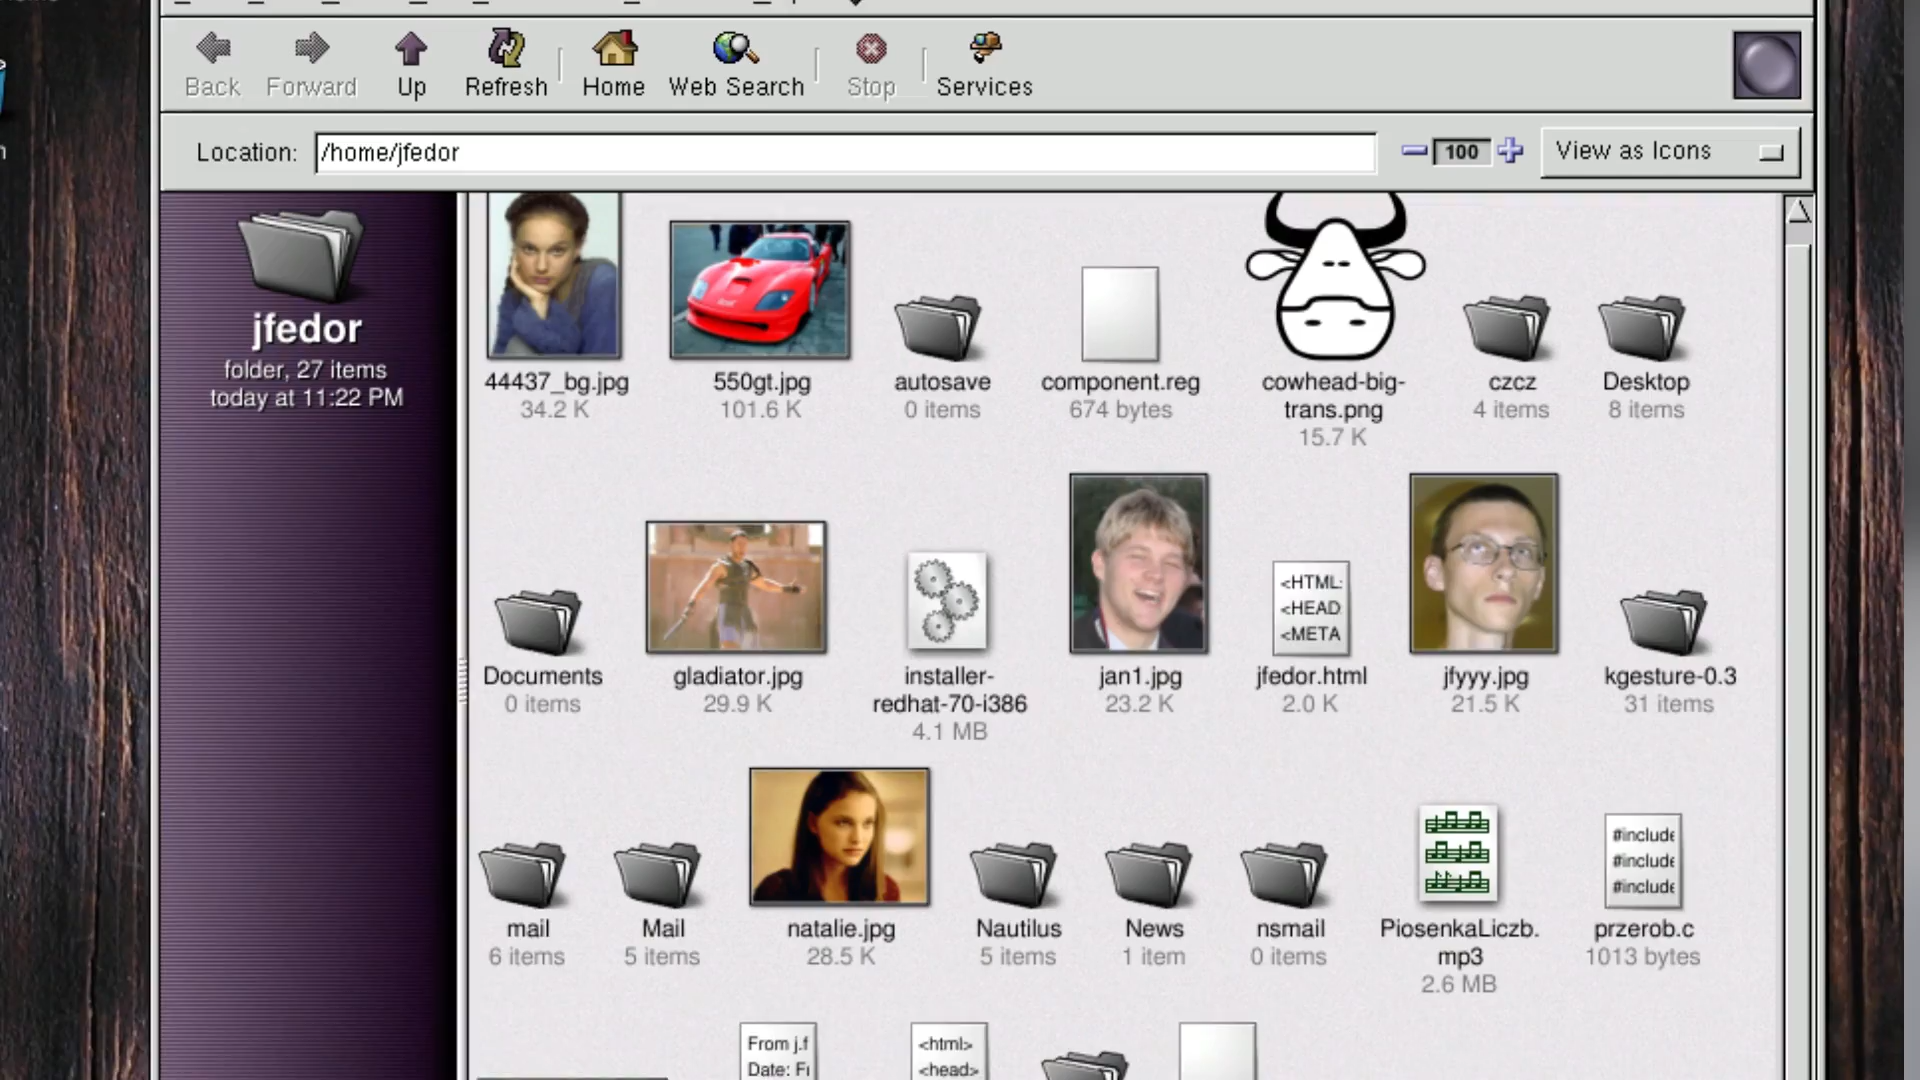 Back Forward Up Refresh Home Web Search Stop Services
Location: /home/jfedor 100 View as Icons
jfedor
folder, 27 items
today at 11:22 PM
44437_bg.jpg 550gt.jpg autosave component.reg cowhead-big- czcz Desktop
34.2 K 101.6 K 0 items 674 bytes trans.png 4 items 8 items
15.7 K
<HTML:
<HEAD
<META
Documents gladiator.jpg installer- jan1.jpg jfedor.html jfyyy.jpg kgesture-0.3
0 items 29.9 K redhat-70-i386 23.2 K 2.0 K 21.5 K 31 items
4.1 MB
#include
#include
#include
mail Mail natalie.jpg Nautilus News nsmail PiosenkaLiczb. przerob.c
6 items 5 items 28.5 K 5 items 1 item 0 items mp3 1013 bytes
2.6 MB
From j.f <html>
Date: <head>